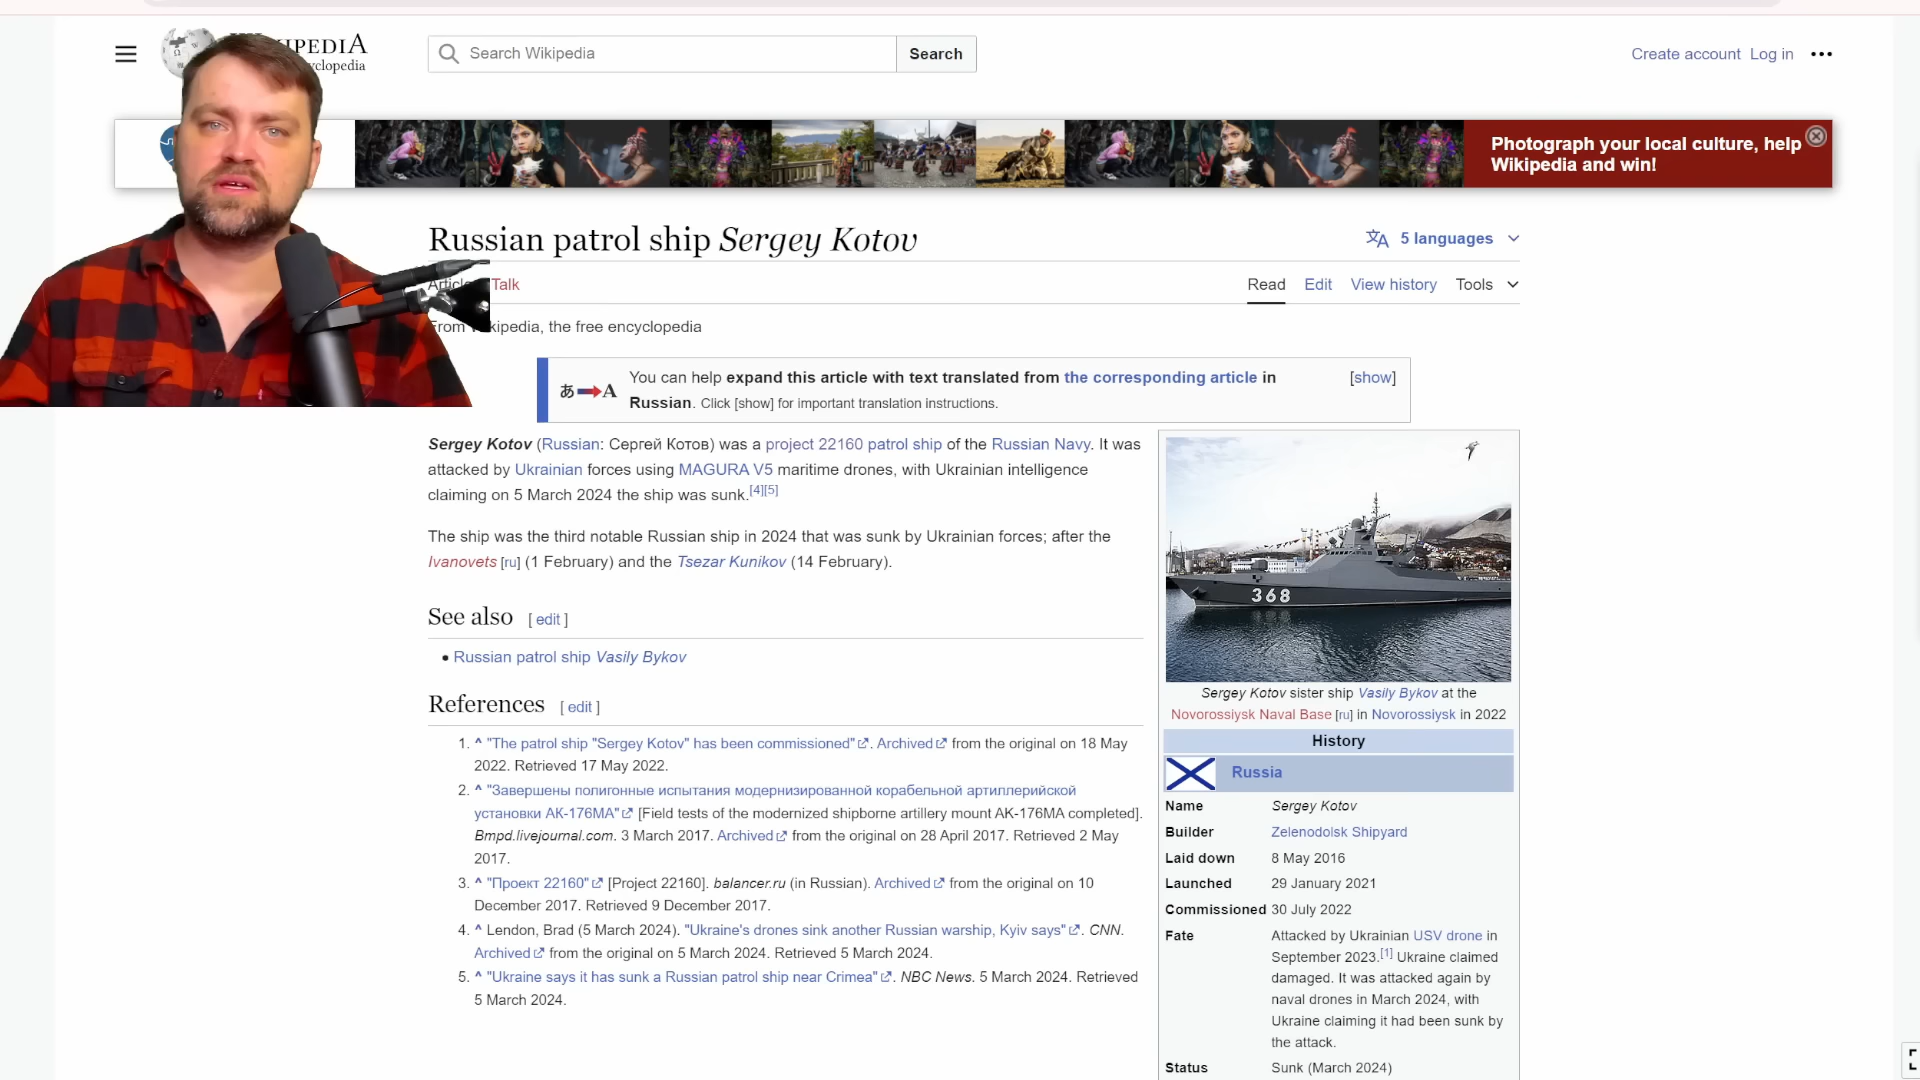 IPEDIA
clopedia
Search Wikipedia
Search
Create account Log in
Photograph your local culture, help
Wikipedia and win!
Russian patrol ship Sergey Kotov
5 languages
Talk
Read Edit View history Tools
From kipedia, the free encyclopedia
You can help expand this article with text translated from the corresponding article in
Russian. Click [show] for important translation instructions.
[show]
あ A
Sergey Kotov (Russian: Сергей Котов) was a project 22160 patrol ship of the Russian Navy. It was
attacked by Ukrainian forces using MAGURA V5 maritime drones, with Ukrainian intelligence
claiming on 5 March 2024 the ship was sunk.[4][5]
The ship was the third notable Russian ship in 2024 that was sunk by Ukrainian forces; after the
Ivanovets [ru] (1 February) and the Tsezar Kunikov (14 February).
See also [ edit ]
• Russian patrol ship Vasily Bykov
References [ edit ]
1. ^ "The patrol ship "Sergey Kotov" has been commissioned". Archived from the original on 18 May
2022. Retrieved 17 May 2022.
2. ^ "Завершены полигонные испытания модернизированной корабельной артиллерийской
установки АК-176МА" [Field tests of the modernized shipborne artillery mount AK-176MA completed].
Bmpd.livejournal.com. 3 March 2017. Archived from the original on 28 April 2017. Retrieved 2 May
2017.
3. ^ "Проект 22160" [Project 22160]. balancer.ru (in Russian). Archived from the original on 10
December 2017. Retrieved 9 December 2017.
4. ^ Lendon, Brad (5 March 2024). "Ukraine's drones sink another Russian warship, Kyiv says". CNN.
Archived from the original on 5 March 2024. Retrieved 5 March 2024.
5. ^ "Ukraine says it has sunk a Russian patrol ship near Crimea". NBC News. 5 March 2024. Retrieved
5 March 2024.
368
Sergey Kotov sister ship Vasily Bykov at the
Novorossiysk Naval Base [ru] in Novorossiysk in 2022
History
Russia
Name Sergey Kotov
Builder Zelenodolsk Shipyard
Laid down 8 May 2016
Launched 29 January 2021
Commissioned 30 July 2022
Fate Attacked by Ukrainian USV drone in
September 2023.[1] Ukraine claimed
damaged. It was attacked again by
naval drones in March 2024, with
Ukraine claiming it had been sunk by
the attack.
Status Sunk (March 2024)